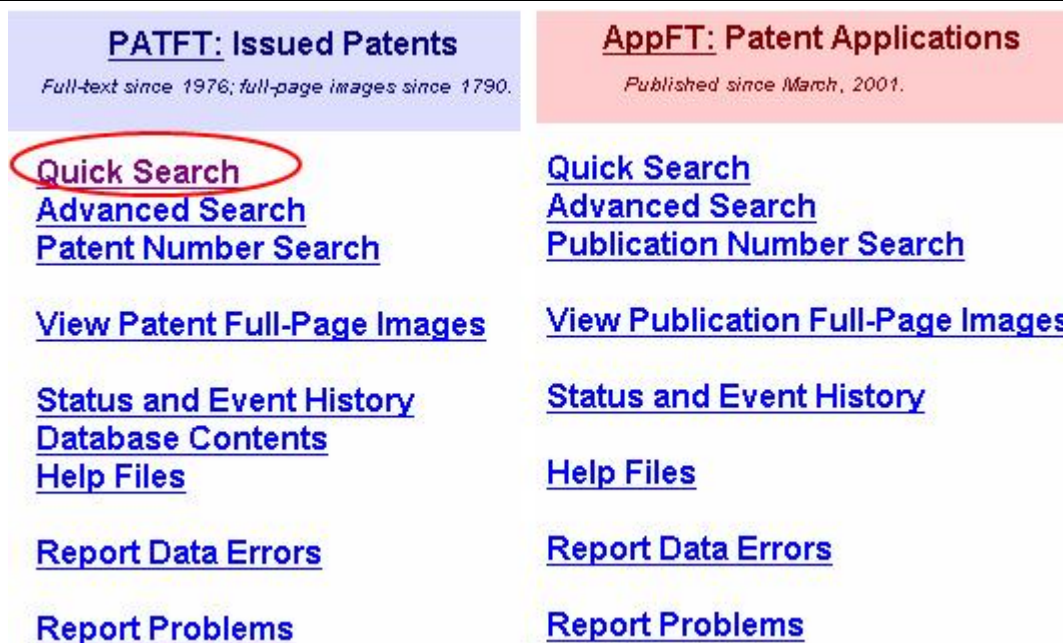 PATFT: Issued Patents
Full-text since 1976; full-page images since 1790.
Quick Search
Advanced Search
Patent Number Search
View Patent Full-Page Images
Status and Event History
Database Contents
Help Files
Report Data Errors
Report Problems
AppFT: Patent Applications
Published since March, 2001.
Quick Search
Advanced Search
Publication Number Search
View Publication Full-Page Images
Status and Event History
Help Files
Report Data Errors
Report Problems